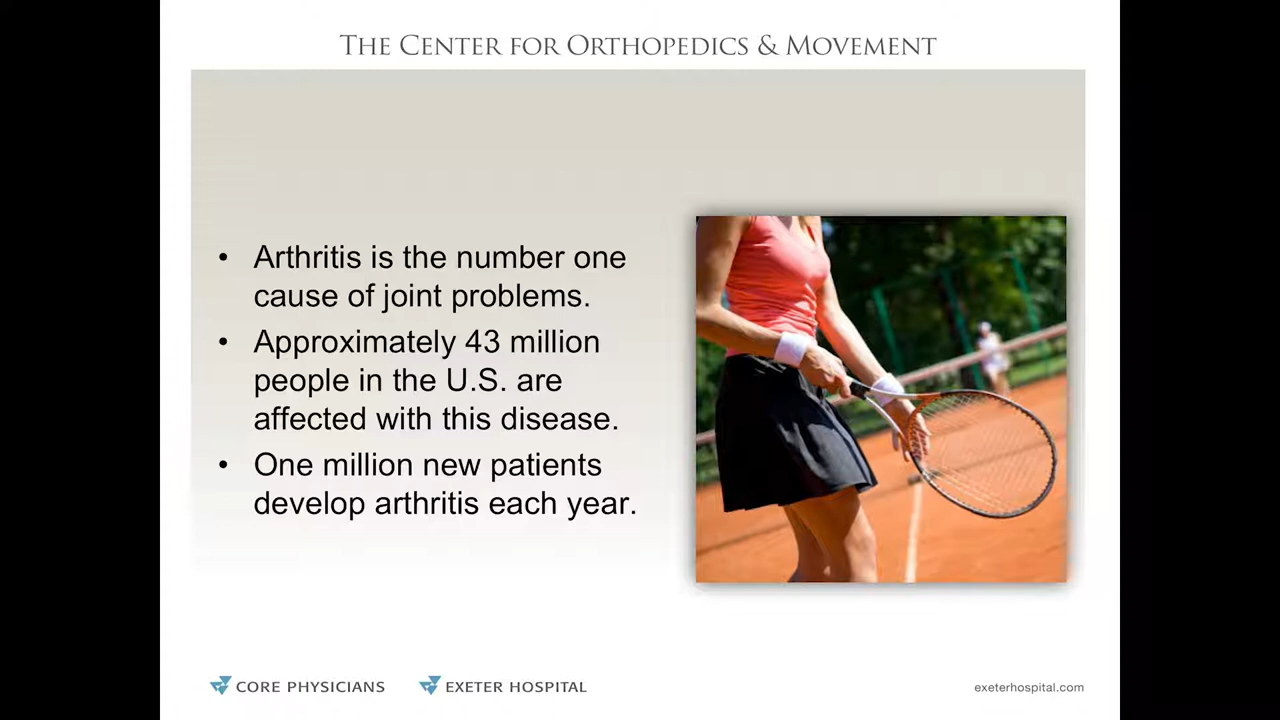 THE CENTER FOR ORTHOPEDICS & MOVEMENT
• Arthritis is the number one
cause of joint problems.
• Approximately 43 million
people in the U.S. are
affected with this disease.
• One million new patients
develop arthritis each year.
CORE PHYSICIANS
EXETER HOSPITAL
exeterhospital.com